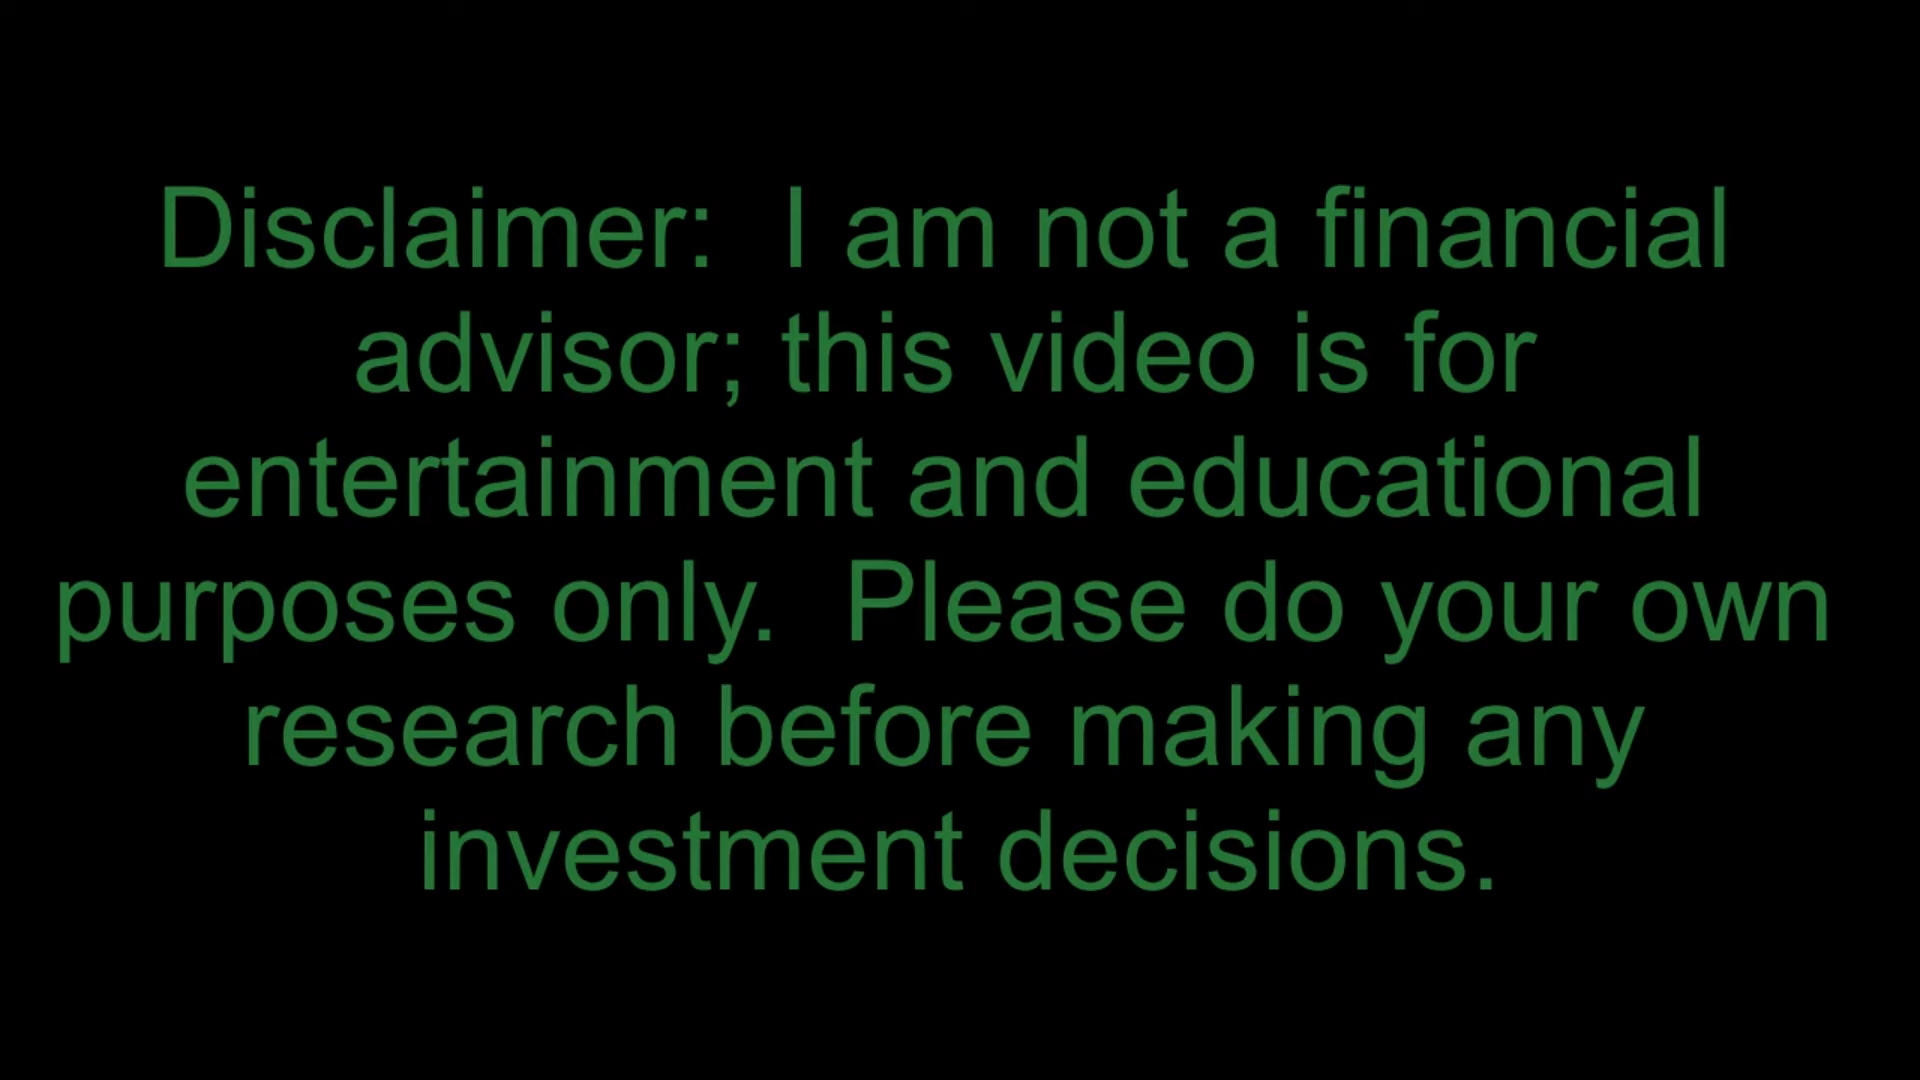 Disclaimer:  I am not a financial
advisor; this video is for
entertainment and educational
purposes only.  Please do your own
research before making any
investment decisions.